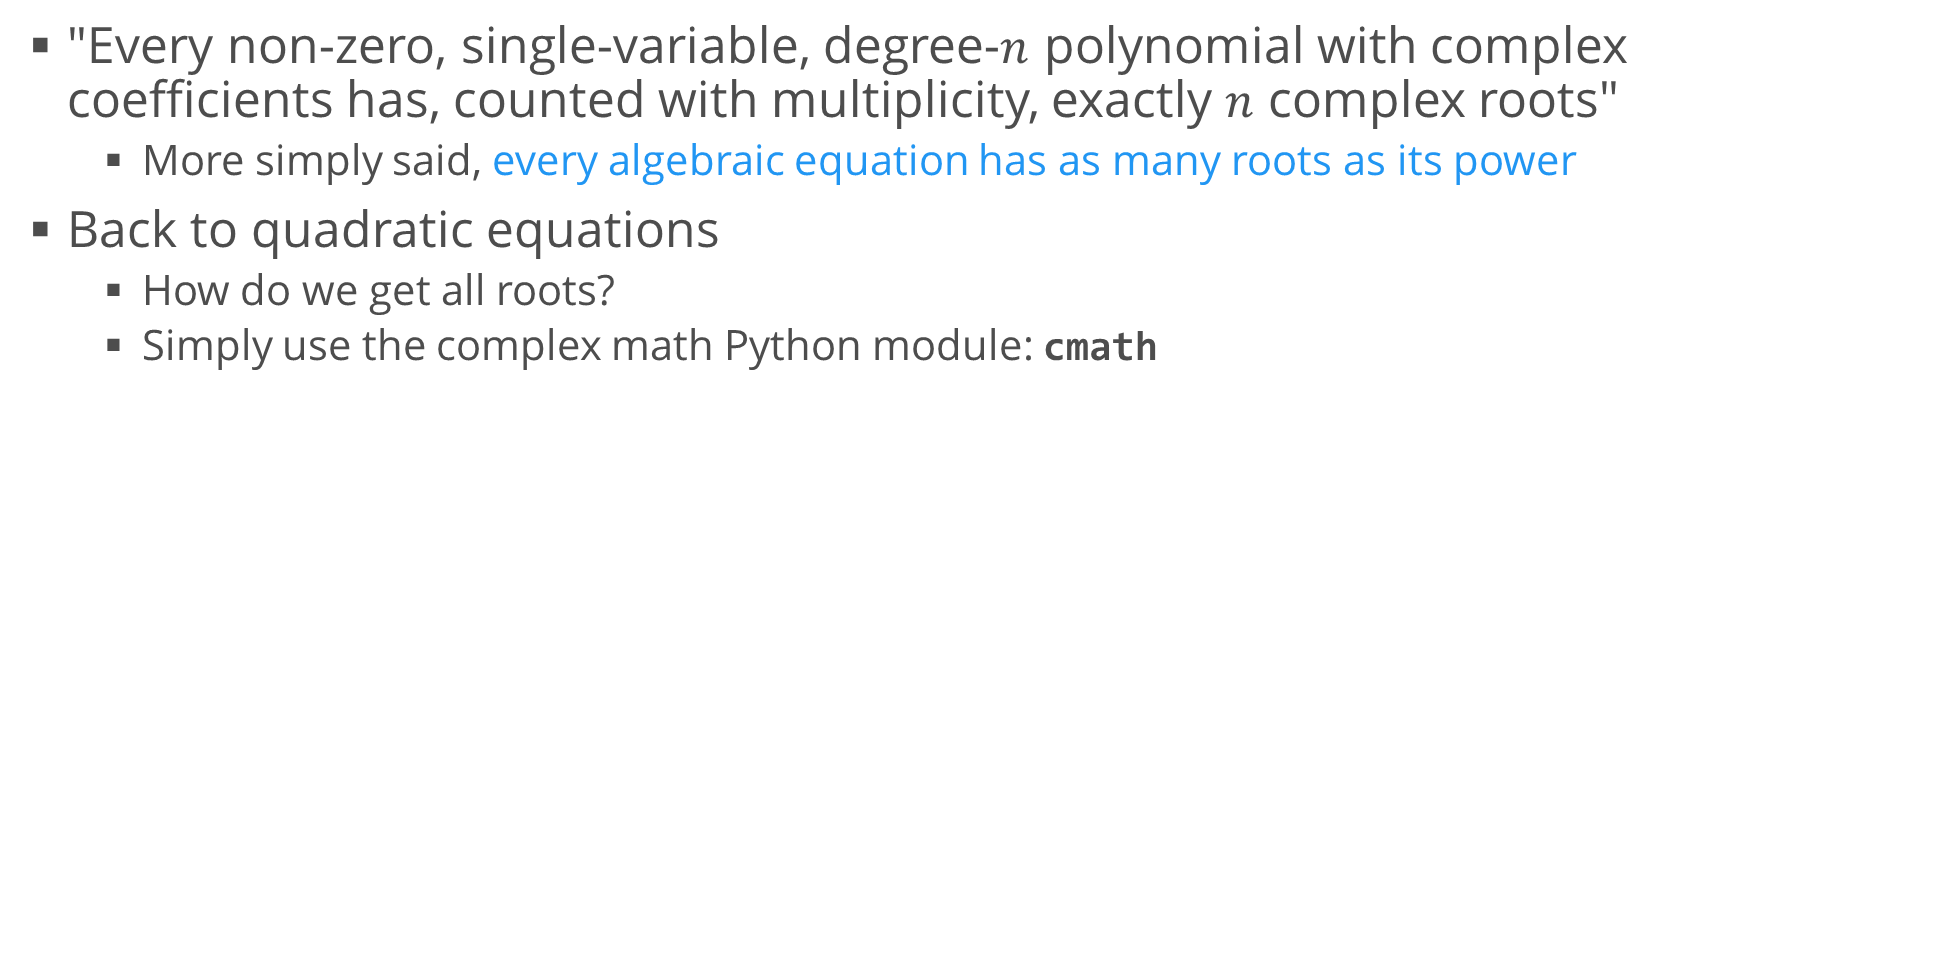 ▪ "Every non-zero, single-variable, degree-𝑛 polynomial with complex
coefficients has, counted with multiplicity, exactly 𝑛 complex roots"
▪ More simply said, every algebraic equation has as many roots as its power
▪ Back to quadratic equations
▪ How do we get all roots?
▪ Simply use the complex math Python module: cmath